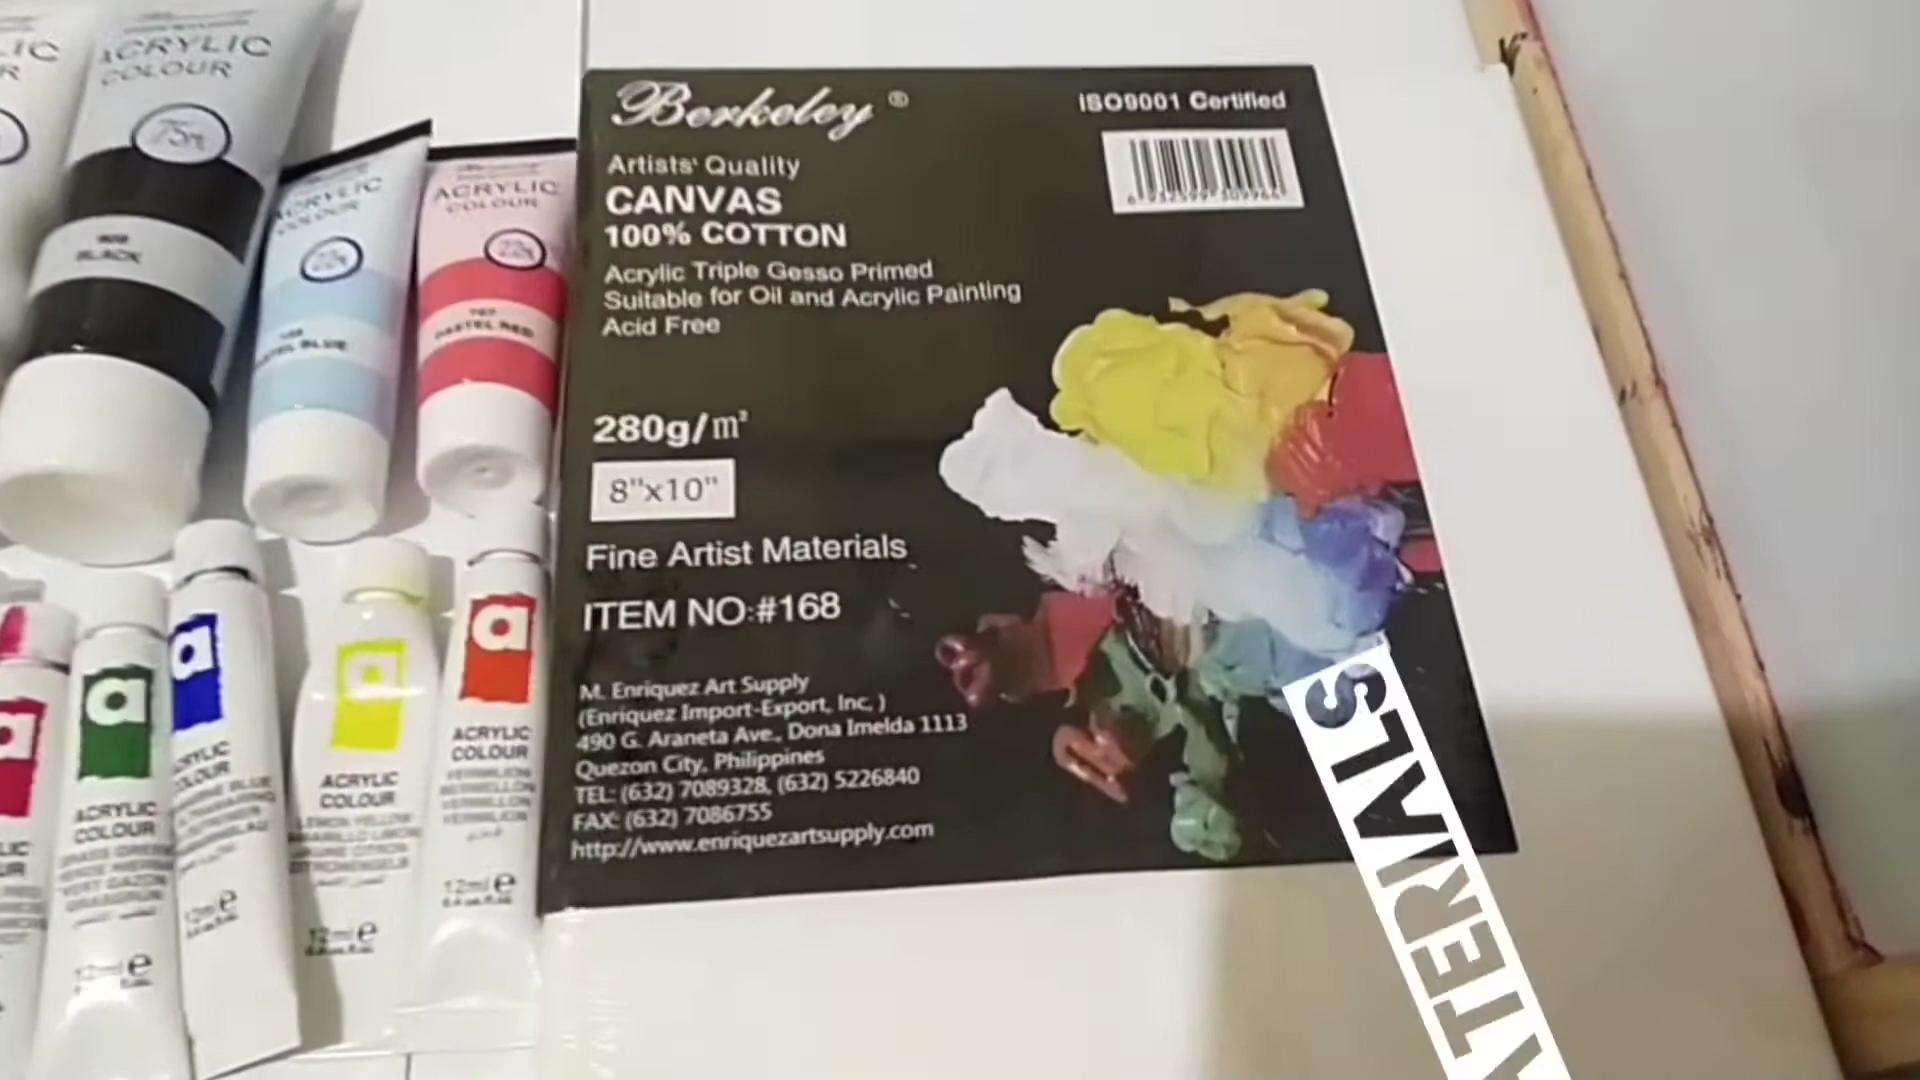 ACRYLIC
COLOUR
75
BLACK
ACRYLIC
COLOUR
22
ACRYLIC
COLOUR
22
PASTEL RED
Berkeley ®
ISO9001 Certified
Artists' Quality
CANVAS
100% COTTON
Acrylic Triple Gesso Primed
Suitable for Oil and Acrylic Painting
Acid Free
280g/m²
8"x10"
Fine Artist Materials
ITEM NO:#168
M. Enriquez Art Supply
(Enriquez Import-Export, Inc, )
490 G. Araneta Ave., Dona Imelda 1113
Quezon City, Philippines
TEL: (632) 7089328, (632) 5226840
FAX: (632) 7086755
http://www.enriquezartsupply.com
a
ACRYLIC
COLOUR
12ml e
a
a
ACRYLIC
COLOUR
LEMON YELLOW
12ml e
a
ACRYLIC
COLOUR
VERMILION
12ml e
ATERIALS